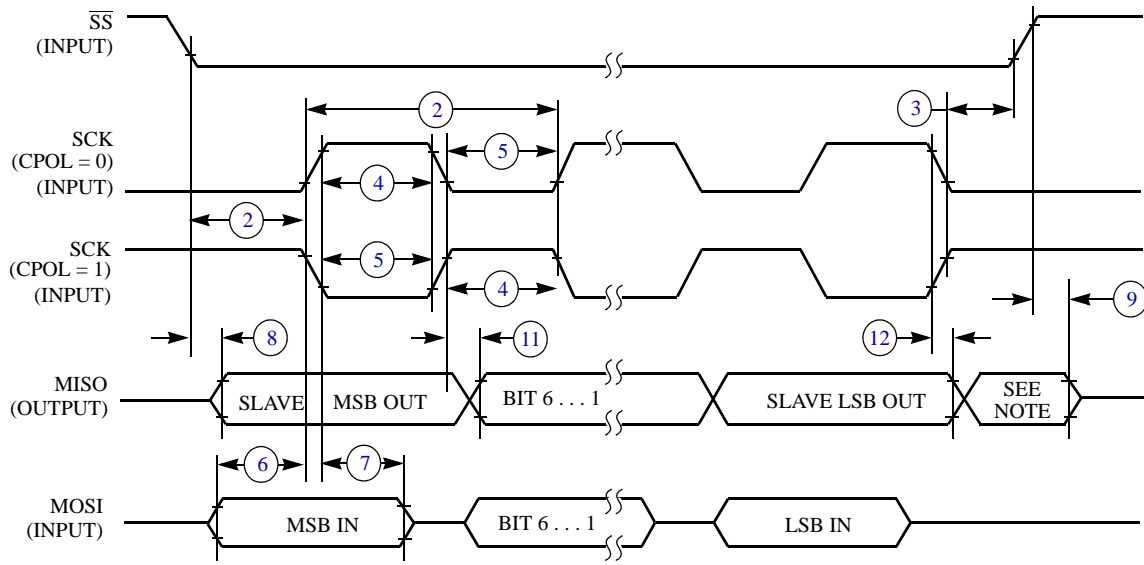 SS
(INPUT)
2
3
SCK
(CPOL = 0)
(INPUT)
5
4
2
SCK
(CPOL = 1)
(INPUT)
5
4
9
8
11
12
MISO
(OUTPUT)
SLAVE MSB OUT
BIT 6 . . . 1
SLAVE LSB OUT
SEE
NOTE
6
7
MOSI
(INPUT)
MSB IN
BIT 6 . . . 1
LSB IN